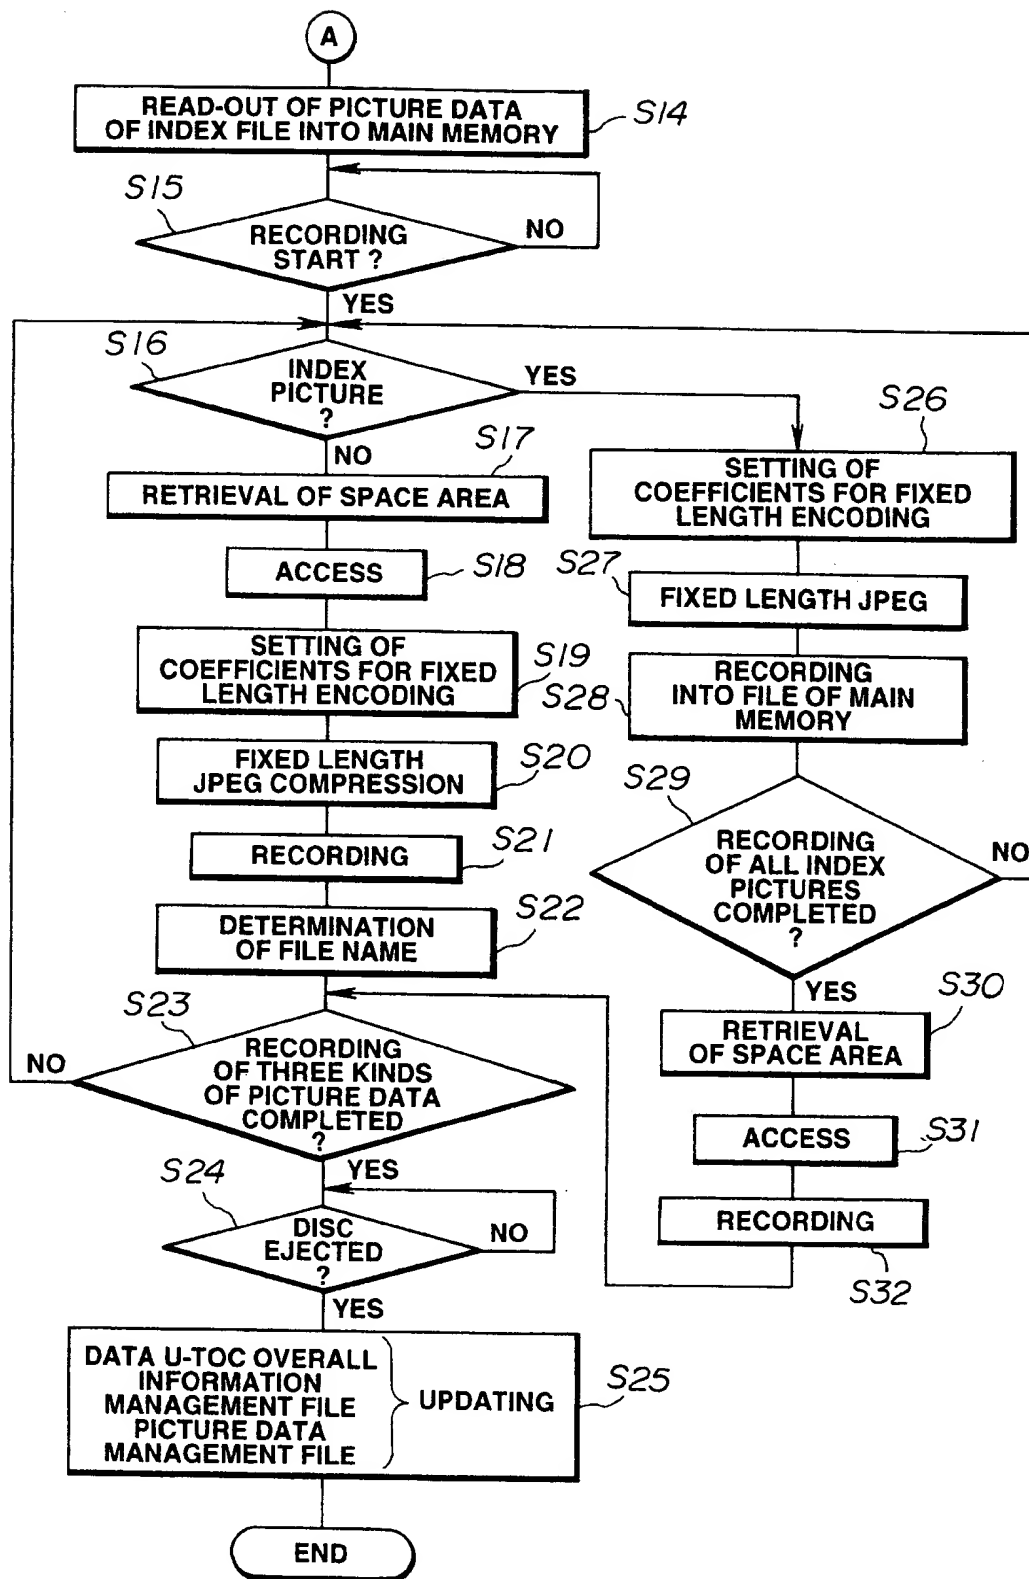 A
READ-OUT OF PICTURE DATA
OF INDEX FILE INTO MAIN MEMORY
S14
S15
RECORDING
START ?
NO
YES
S16
INDEX
PICTURE
?
YES
NO
S17
RETRIEVAL OF SPACE AREA
ACCESS
S18
SETTING OF
COEFFICIENTS FOR FIXED
LENGTH ENCODING
S19
FIXED LENGTH
JPEG COMPRESSION
S20
RECORDING
S21
DETERMINATION
OF FILE NAME
S22
S23
RECORDING
OF THREE KINDS
OF PICTURE DATA
COMPLETED
?
NO
YES
S24
DISC
EJECTED
?
NO
YES
DATA U-TOC OVERALL
INFORMATION
MANAGEMENT FILE
PICTURE DATA
MANAGEMENT FILE
UPDATING
S25
END
S26
SETTING OF
COEFFICIENTS FOR FIXED
LENGTH ENCODING
S27
FIXED LENGTH JPEG
S28
RECORDING
INTO FILE OF MAIN
MEMORY
S29
RECORDING
OF ALL INDEX
PICTURES
COMPLETED
?
NO
YES
S30
RETRIEVAL
OF SPACE AREA
ACCESS
S31
RECORDING
S32